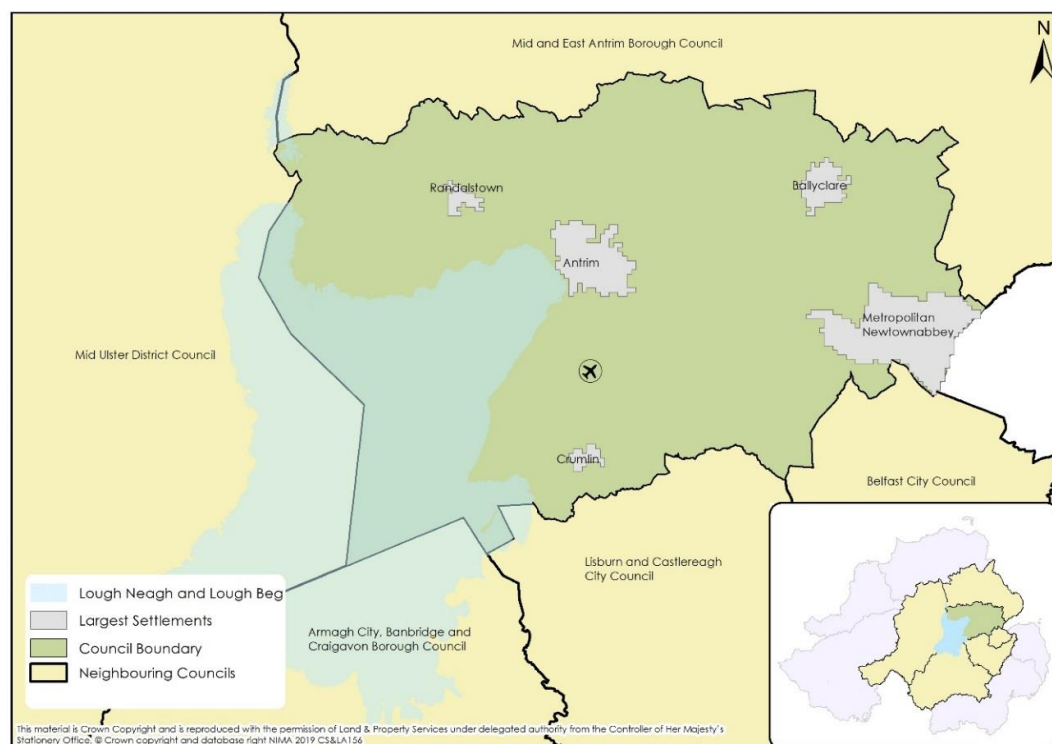 Mid and East Antrim Borough Council
N
Randalstown
Ballyclare
Antrim
Metropolitan
Newtownabbey
Mid Ulster District Council
Crumlin
Belfast City Council
Lisburn and Castlereagh
City Council
Armagh City, Banbridge and
Craigavon Borough Council
Lough Neagh and Lough Beg
Largest Settlements
Council Boundary
Neighbouring Councils
This material is Crown Copyright and is reproduced with the permission of Land & Property Services under delegated authority from the Controller of Her Majesty's
Stationery Office, © Crown copyright and database right NIMA 2019 CS&LA156